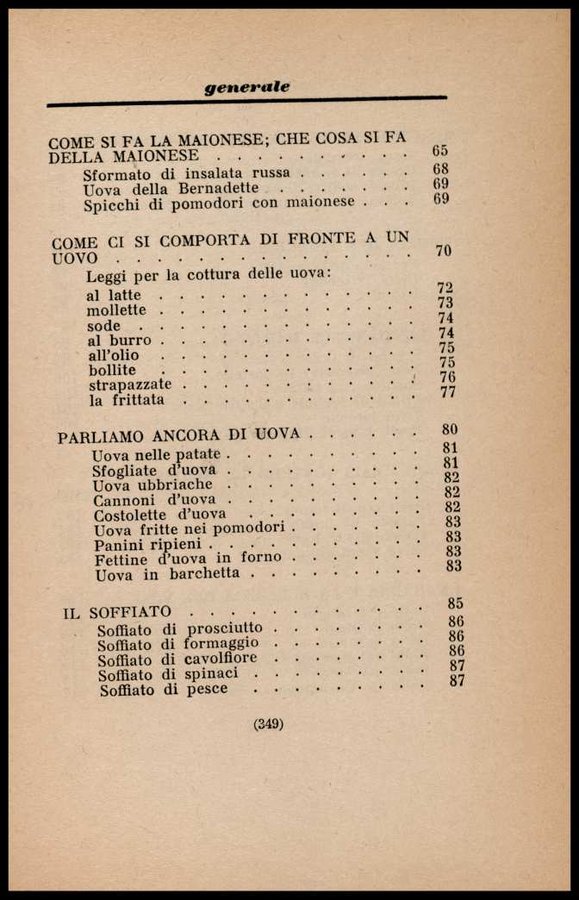 generale
COME SI FA LA MAIONESE; CHE COSA SI FA
DELLA MAIONESE . . . . . . . . . . 65
Sformato di insalata russa . . . . . . 68
Uova della Bernadette . . . . . . . 69
Spicchi di pomodori con maionese . . . 69
COME CI SI COMPORTA DI FRONTE A UN
UOVO . . . . . . . . . . . . . . . 70
Leggi per la cottura delle uova:
al latte . . . . . . . . . . . . . 72
mollette . . . . . . . . . . . . . 73
sode . . . . . . . . . . . . . . 74
al burro . . . . . . . . . . . . . 74
all'olio . . . . . . . . . . . . . 75
bollite . . . . . . . . . . . . . 75
strapazzate . . . . . . . . . . . . 76
la frittata . . . . . . . . . . . . 77
PARLIAMO ANCORA DI UOVA . . . . . . 80
Uova nelle patate . . . . . . . . . . 81
Sfogliate d'uova . . . . . . . . . . 81
Uova ubbriache . . . . . . . . . . 82
Cannoni d'uova . . . . . . . . . . 82
Costolette d'uova . . . . . . . . . 82
Uova fritte nei pomodori . . . . . . . 83
Panini ripieni . . . . . . . . . . . 83
Fettine d'uova in forno . . . . . . . 83
Uova in barchetta . . . . . . . . . 83
IL SOFFIATO . . . . . . . . . . . . 85
Soffiato di prosciutto . . . . . . . . 86
Soffiato di formaggio . . . . . . . . 86
Soffiato di cavolfiore . . . . . . . . 86
Soffiato di spinaci . . . . . . . . . 87
Soffiato di pesce . . . . . . . . . 87
(349)